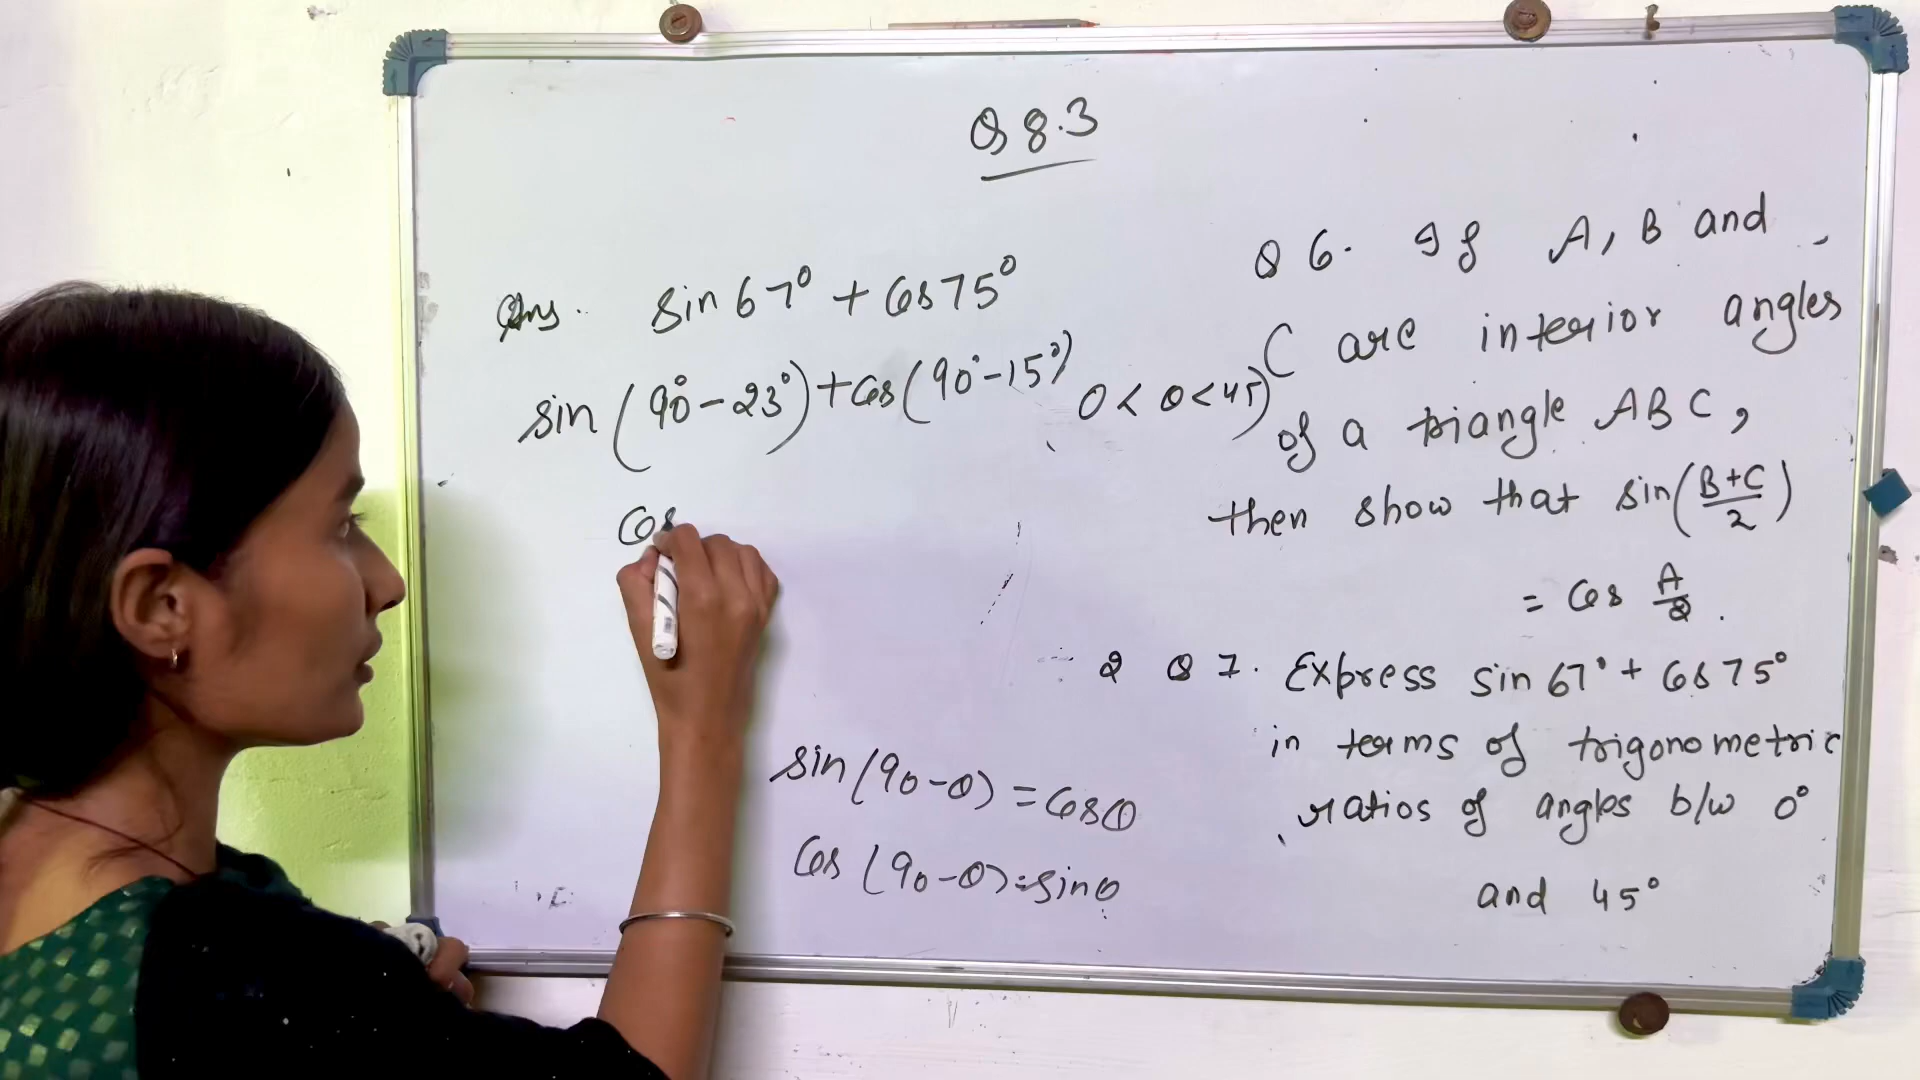 Q 8.3
Ans. sin 67° + Cos 75°
sin (90° - 23°) + Cos (90° - 15°)
0 < θ < 45)
Cos
sin (90 - θ) = Cos θ
Cos (90 - θ) = sin θ
Q 6. If A, B and
C are interior angles
of a triangle ABC,
then show that sin (B+C/2)
= Cos A/2.
2 Q 7. Express sin 67° + Cos 75°
in terms of trigonometric
ratios of angles b/w 0°
and 45°